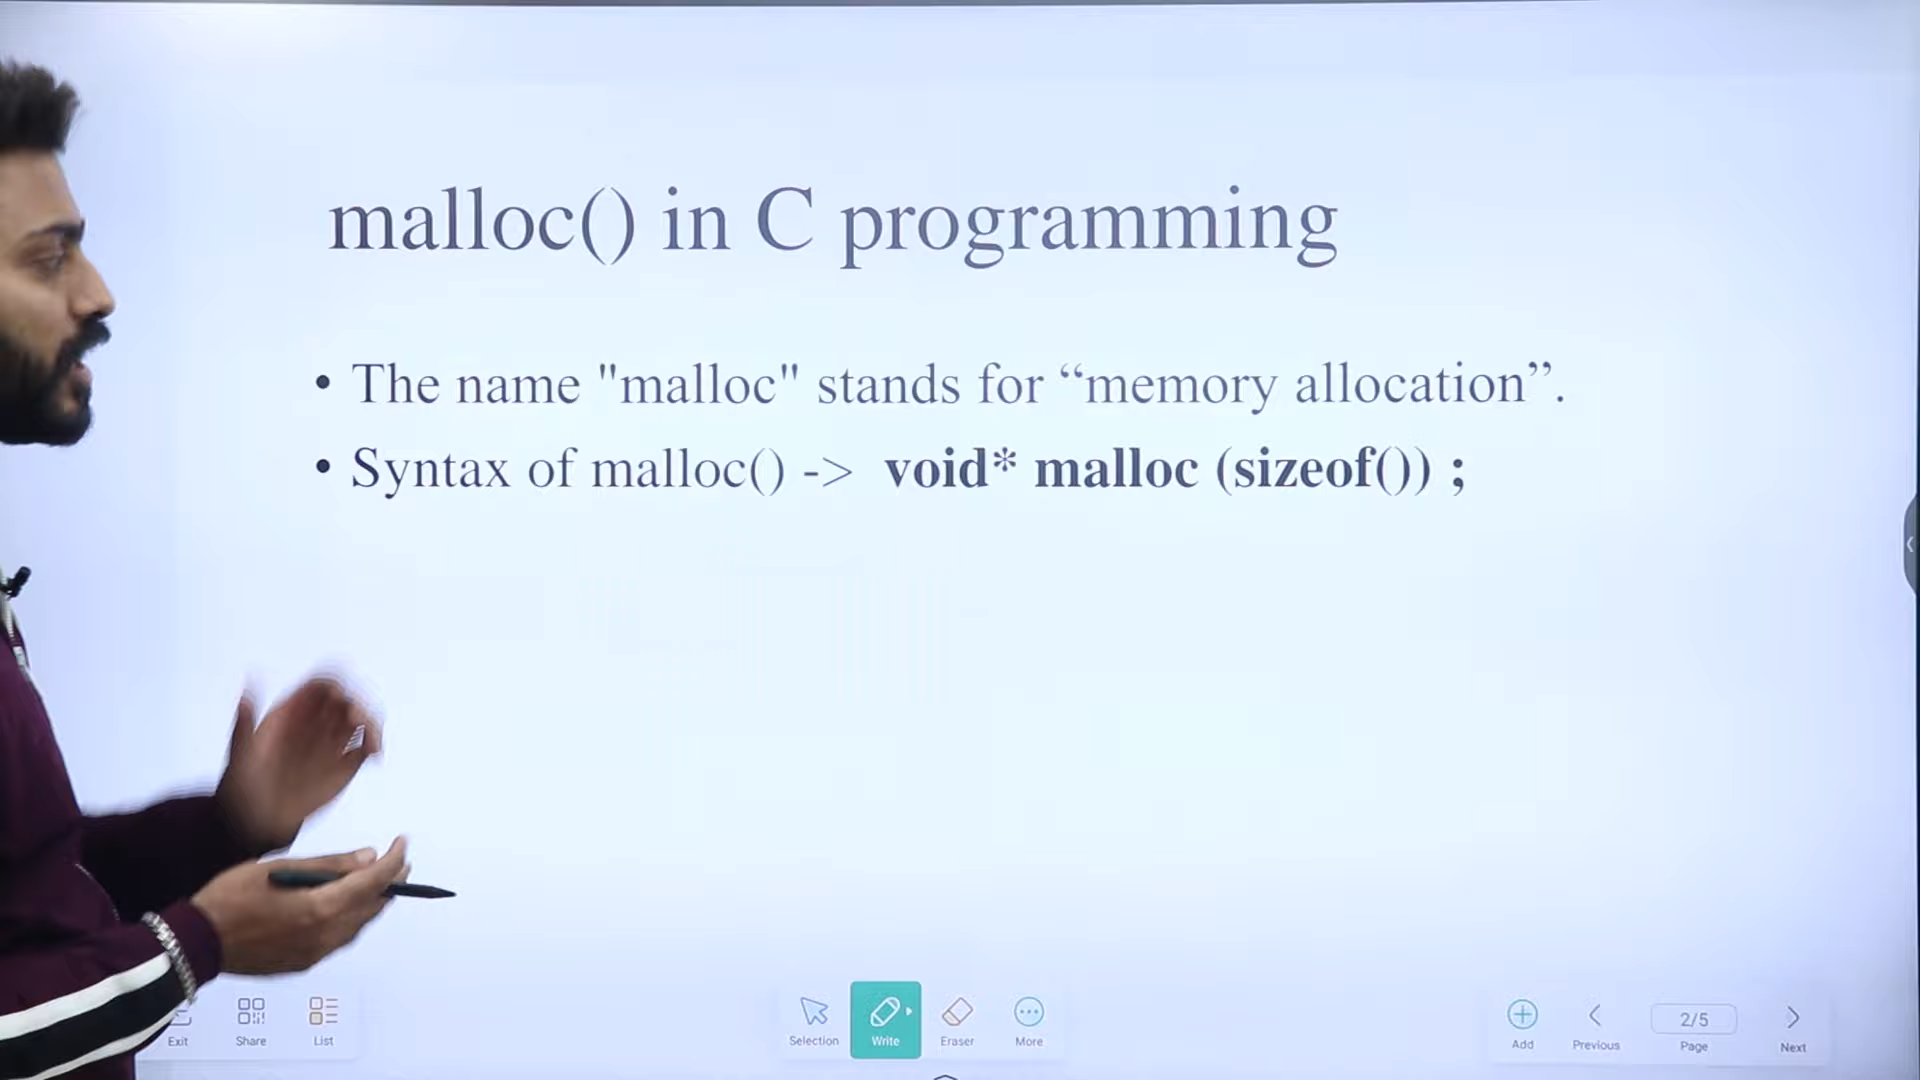 malloc() in C programming
• The name "malloc" stands for “memory allocation”.
• Syntax of malloc() -> void* malloc (sizeof()) ;
Exit Share List Selection Write Eraser More Add Previous 2/5 Page Next